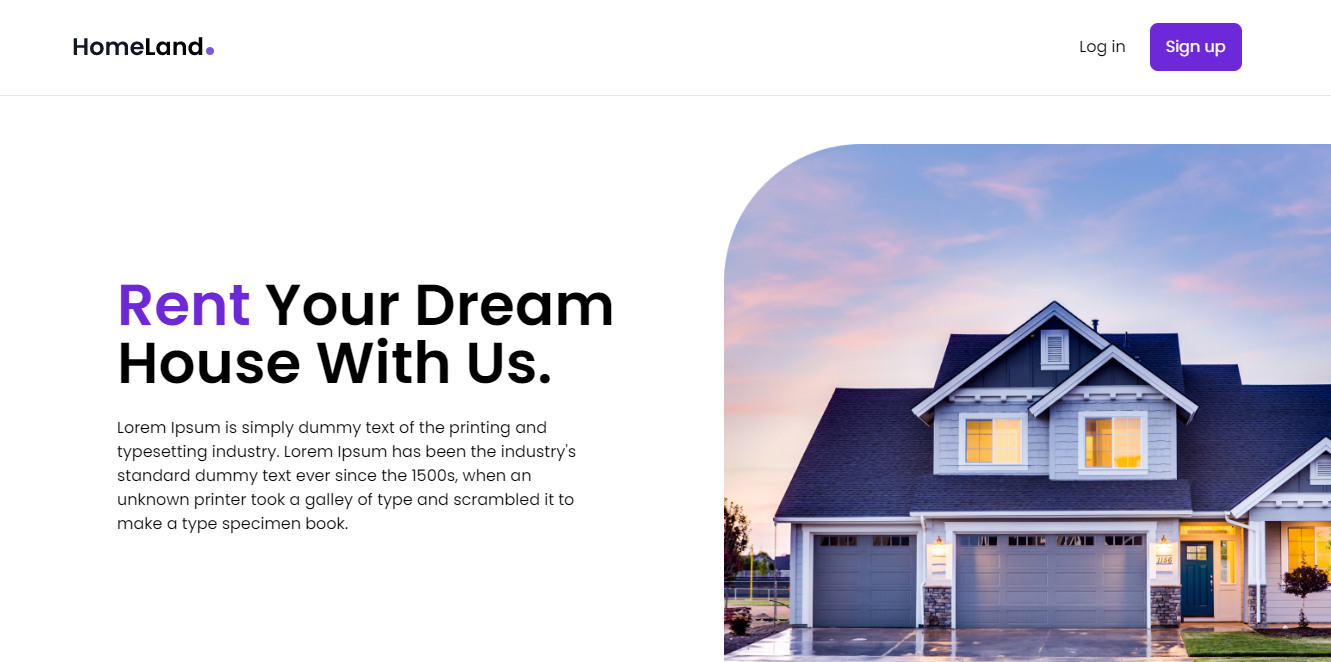 HomeLand
Log in
Sign up
Rent Your Dream
House With Us.
Lorem Ipsum is simply dummy text of the printing and
typesetting industry. Lorem Ipsum has been the industry's
standard dummy text ever since the 1500s, when an
unknown printer took a galley of type and scrambled it to
make a type specimen book.
1166